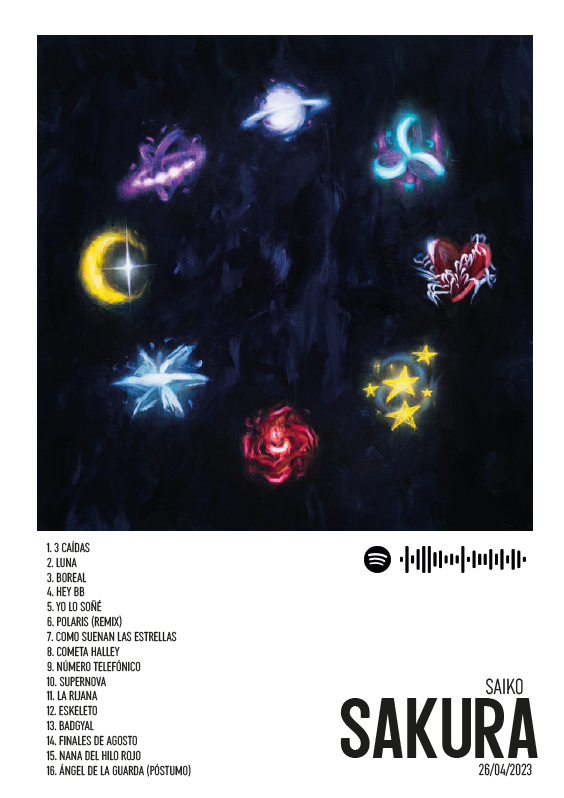 1. 3 CAÍDAS
2. LUNA
3. BOREAL
4. HEY BB
5. YO LO SOÑÉ
6. POLARIS (REMIX)
7. COMO SUENAN LAS ESTRELLAS
8. COMETA HALLEY
9. NÚMERO TELEFÓNICO
10. SUPERNOVA
11. LA RIJANA
12. ESKELETO
13. BADGYAL
14. FINALES DE AGOSTO
15. NANA DEL HILO ROJO
16. ÁNGEL DE LA GUARDA (PÓSTUMO)
SAIKO
SAKURA
26/04/2023